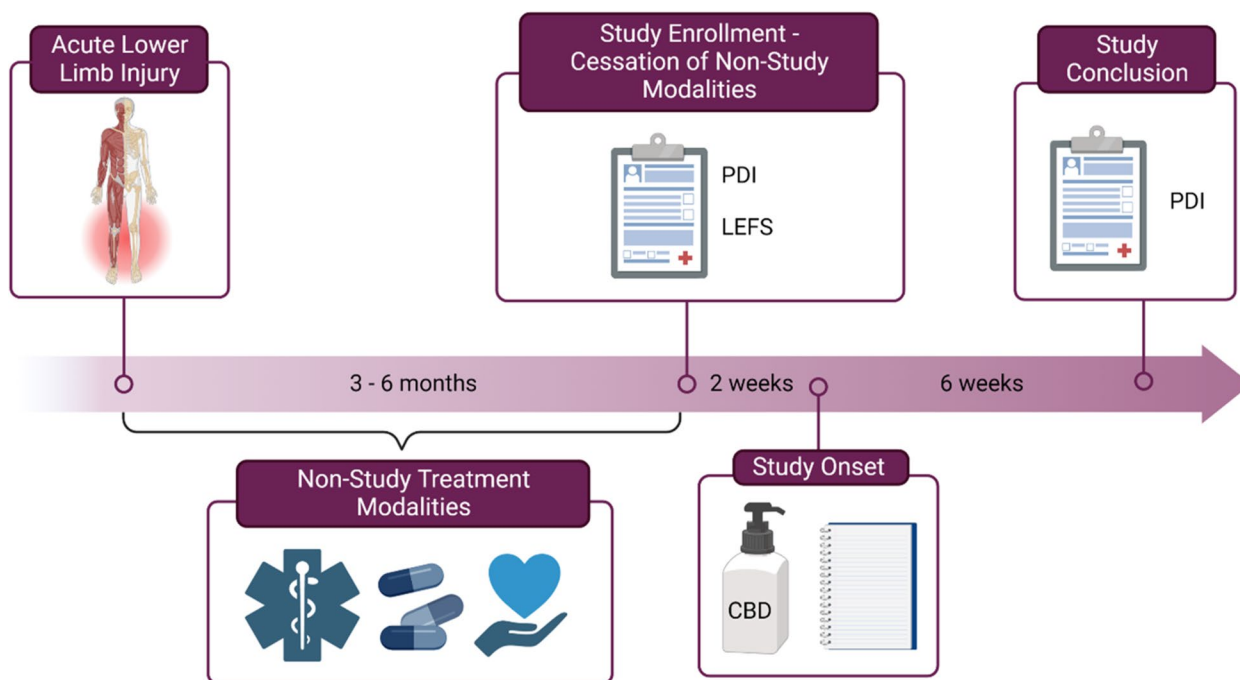 Acute Lower
Limb Injury
Study Enrollment -
Cessation of Non-Study
Modalities
PDI
LEFS
Study
Conclusion
PDI
3 - 6 months
2 weeks
6 weeks
Non-Study Treatment
Modalities
Study Onset
CBD